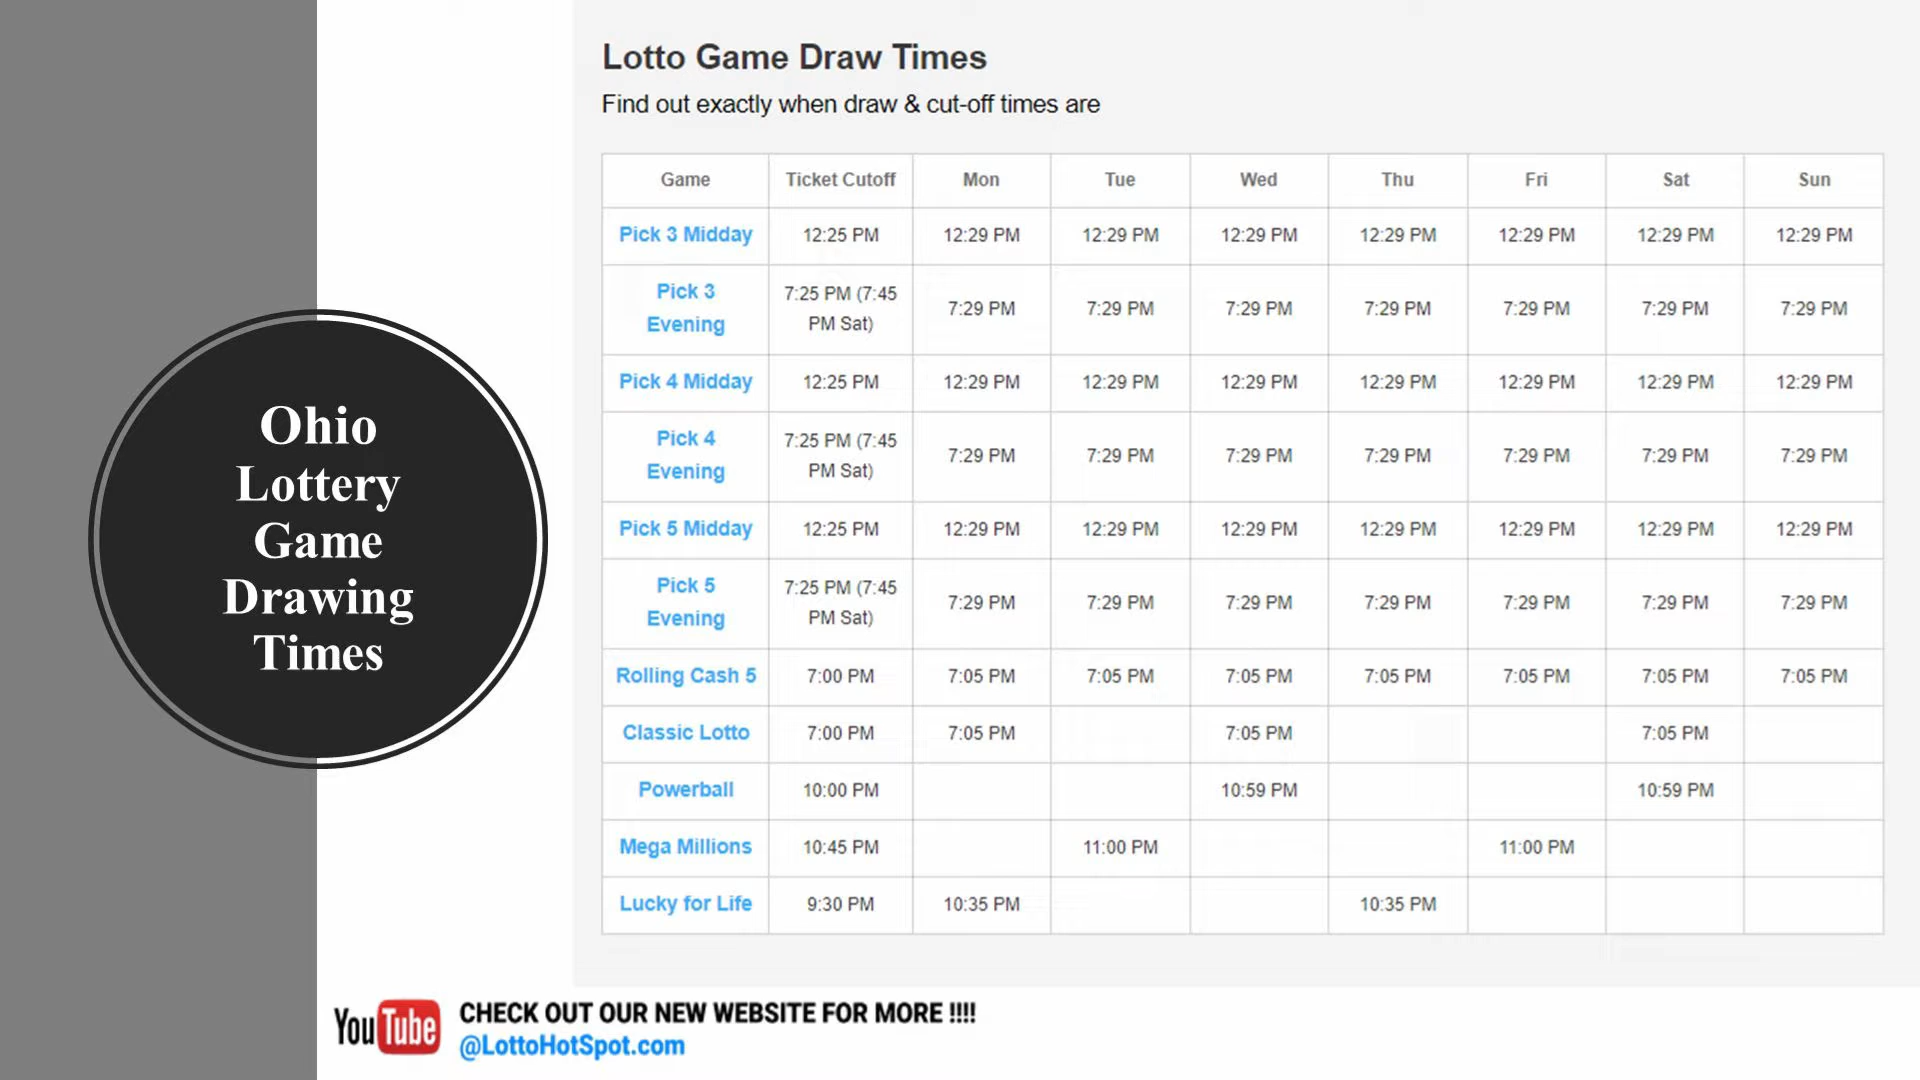 Ohio
Lottery
Game
Drawing
Times
Lotto Game Draw Times
Find out exactly when draw & cut-off times are
Game Ticket Cutoff Mon Tue Wed Thu Fri Sat Sun
Pick 3 Midday 12:25 PM 12:29 PM 12:29 PM 12:29 PM 12:29 PM 12:29 PM 12:29 PM 12:29 PM
Pick 3
Evening 7:25 PM (7:45
PM Sat) 7:29 PM 7:29 PM 7:29 PM 7:29 PM 7:29 PM 7:29 PM 7:29 PM
Pick 4 Midday 12:25 PM 12:29 PM 12:29 PM 12:29 PM 12:29 PM 12:29 PM 12:29 PM 12:29 PM
Pick 4
Evening 7:25 PM (7:45
PM Sat) 7:29 PM 7:29 PM 7:29 PM 7:29 PM 7:29 PM 7:29 PM 7:29 PM
Pick 5 Midday 12:25 PM 12:29 PM 12:29 PM 12:29 PM 12:29 PM 12:29 PM 12:29 PM 12:29 PM
Pick 5
Evening 7:25 PM (7:45
PM Sat) 7:29 PM 7:29 PM 7:29 PM 7:29 PM 7:29 PM 7:29 PM 7:29 PM
Rolling Cash 5 7:00 PM 7:05 PM 7:05 PM 7:05 PM 7:05 PM 7:05 PM 7:05 PM 7:05 PM
Classic Lotto 7:00 PM 7:05 PM 7:05 PM 7:05 PM
Powerball 10:00 PM 10:59 PM 10:59 PM
Mega Millions 10:45 PM 11:00 PM 11:00 PM
Lucky for Life 9:30 PM 10:35 PM 10:35 PM
YouTube
CHECK OUT OUR NEW WEBSITE FOR MORE !!!!
@LottoHotSpot.com